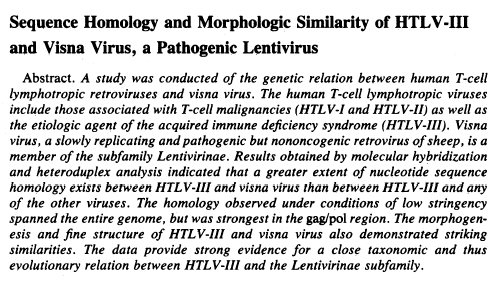 Sequence Homology and Morphologic Similarity of HTLV-III
and Visna Virus, a Pathogenic Lentivirus
Abstract. A study was conducted of the genetic relation between human T-cell
lymphotropic retroviruses and visna virus. The human T-cell lymphotropic viruses
include those associated with T-cell malignancies (HTLV-I and HTLV-II) as well as
the etiologic agent of the acquired immune deficiency syndrome (HTLV-III). Visna
virus, a slowly replicating and pathogenic but nononcogenic retrovirus of sheep, is a
member of the subfamily Lentivirinae. Results obtained by molecular hybridization
and heteroduplex analysis indicated that a greater extent of nucleotide sequence
homology exists between HTLV-III and visna virus than between HTLV-III and any
of the other viruses. The homology observed under conditions of low stringency
spanned the entire genome, but was strongest in the gag/pol region. The morphogen-
esis and fine structure of HTLV-III and visna virus also demonstrated striking
similarities. The data provide strong evidence for a close taxonomic and thus
evolutionary relation between HTLV-III and the Lentivirinae subfamily.